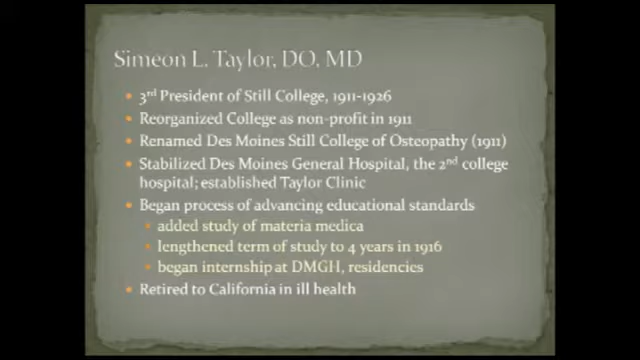 Simeon L. Taylor, DO, MD
• 3rd President of Still College, 1911-1926
• Reorganized College as non-profit in 1911
• Renamed Des Moines Still College of Osteopathy (1911)
• Stabilized Des Moines General Hospital, the 2nd college
hospital; established Taylor Clinic
• Began process of advancing educational standards
• added study of materia medica
• lengthened term of study to 4 years in 1916
• began internship at DMGH, residencies
• Retired to California in ill health